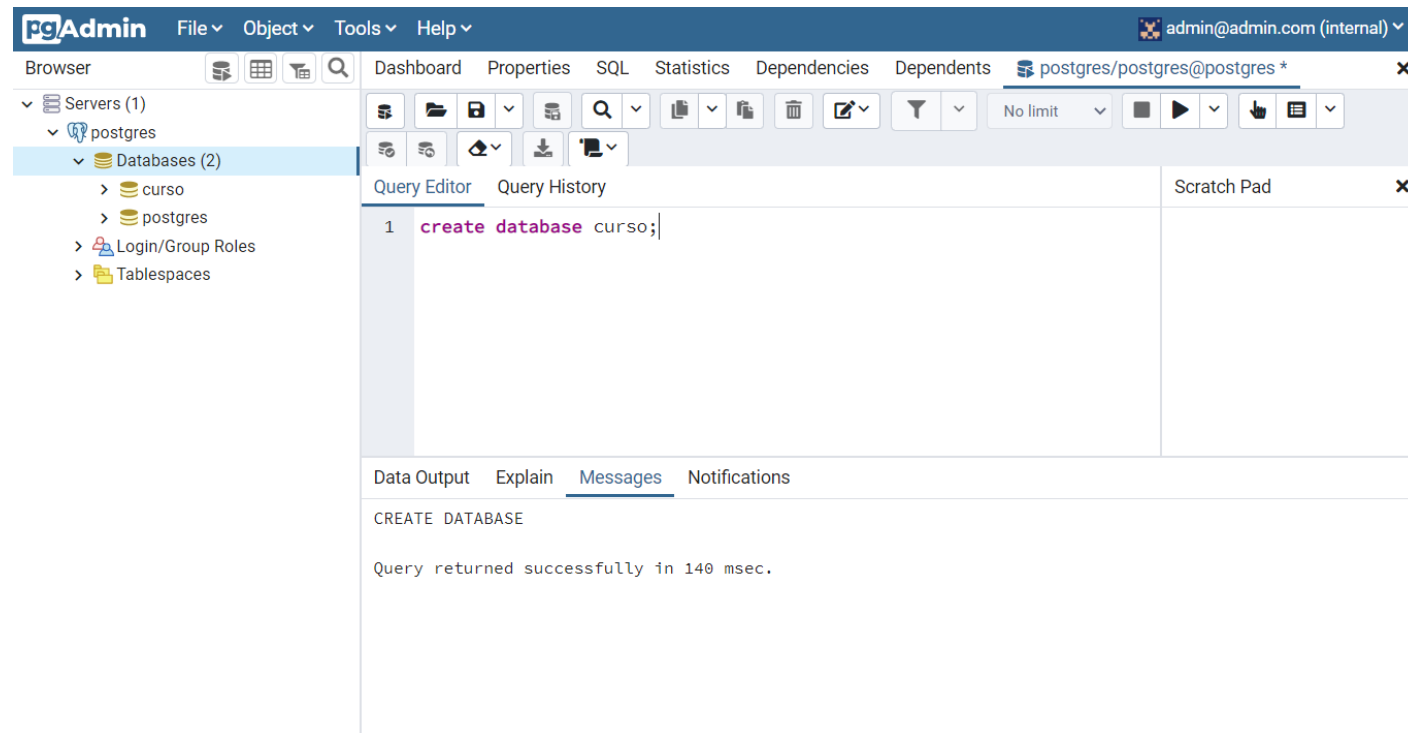 pgAdmin File Object Tools Help admin@admin.com (internal)
Browser
Dashboard Properties SQL Statistics Dependencies Dependents postgres/postgres@postgres *
Servers (1)
postgres
Databases (2)
curso
postgres
Login/Group Roles
Tablespaces
No limit
Query Editor Query History
Scratch Pad
1 create database curso;
Data Output Explain Messages Notifications
CREATE DATABASE
Query returned successfully in 140 msec.